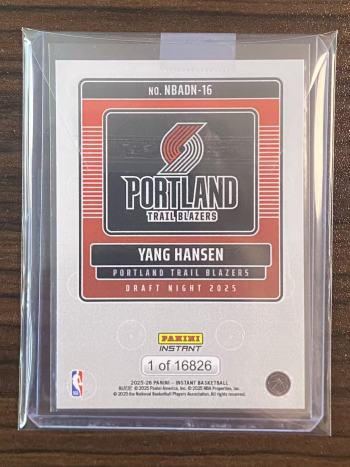 NO. NBADN-16
PORTLAND
TRAIL BLAZERS
YANG HANSEN
PORTLAND TRAIL BLAZERS
DRAFT NIGHT 2025
PANINI
INSTANT
1 of 16826
2025-26 PANINI - INSTANT BASKETBALL
© 2025 Panini America, Inc. © 2025 NBA Properties, Inc.
© 2025 the National Basketball Players Association. All rights reserved.